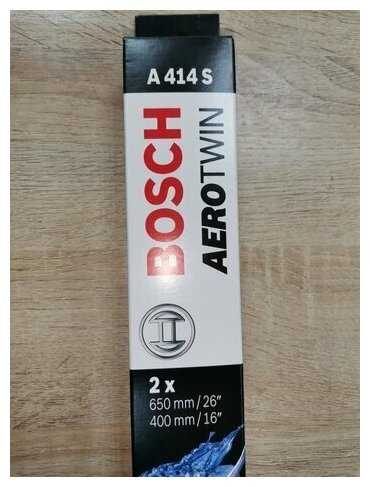 A 414 S
BOSCH
AEROTWIN
2 x
650 mm / 26"
400 mm / 16"